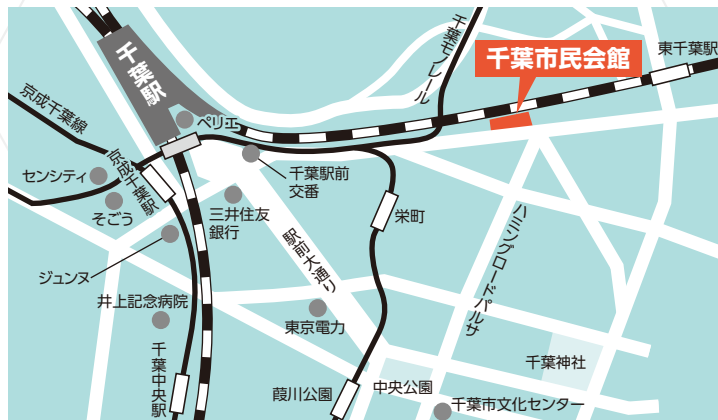 千葉駅
千葉モノレール
千葉市民会館
東千葉駅
京成千葉線
ペリエ
センシティ
京成千葉駅
千葉駅前
交番
そごう
三井住友
銀行
栄町
ハミングロードパルサ
駅前大通り
ジュンヌ
井上記念病院
東京電力
千葉中央駅
千葉神社
葭川公園
中央公園
千葉市文化センター